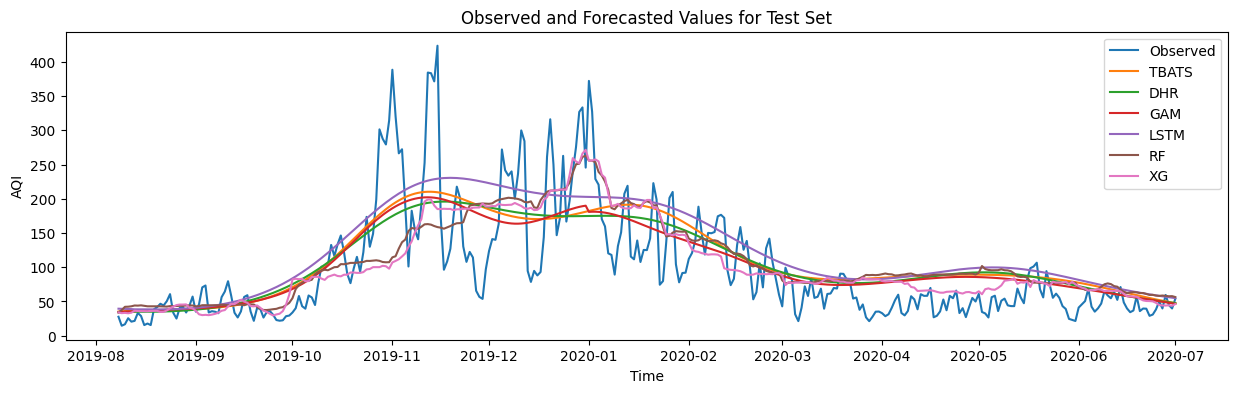 Observed and Forecasted Values for Test Set
AQI
400
350
300
250
200
150
100
50
0
Observed
TBATS
DHR
GAM
LSTM
RF
XG
2019-08
2019-09
2019-10
2019-11
2019-12
2020-01
2020-02
2020-03
2020-04
2020-05
2020-06
2020-07
Time